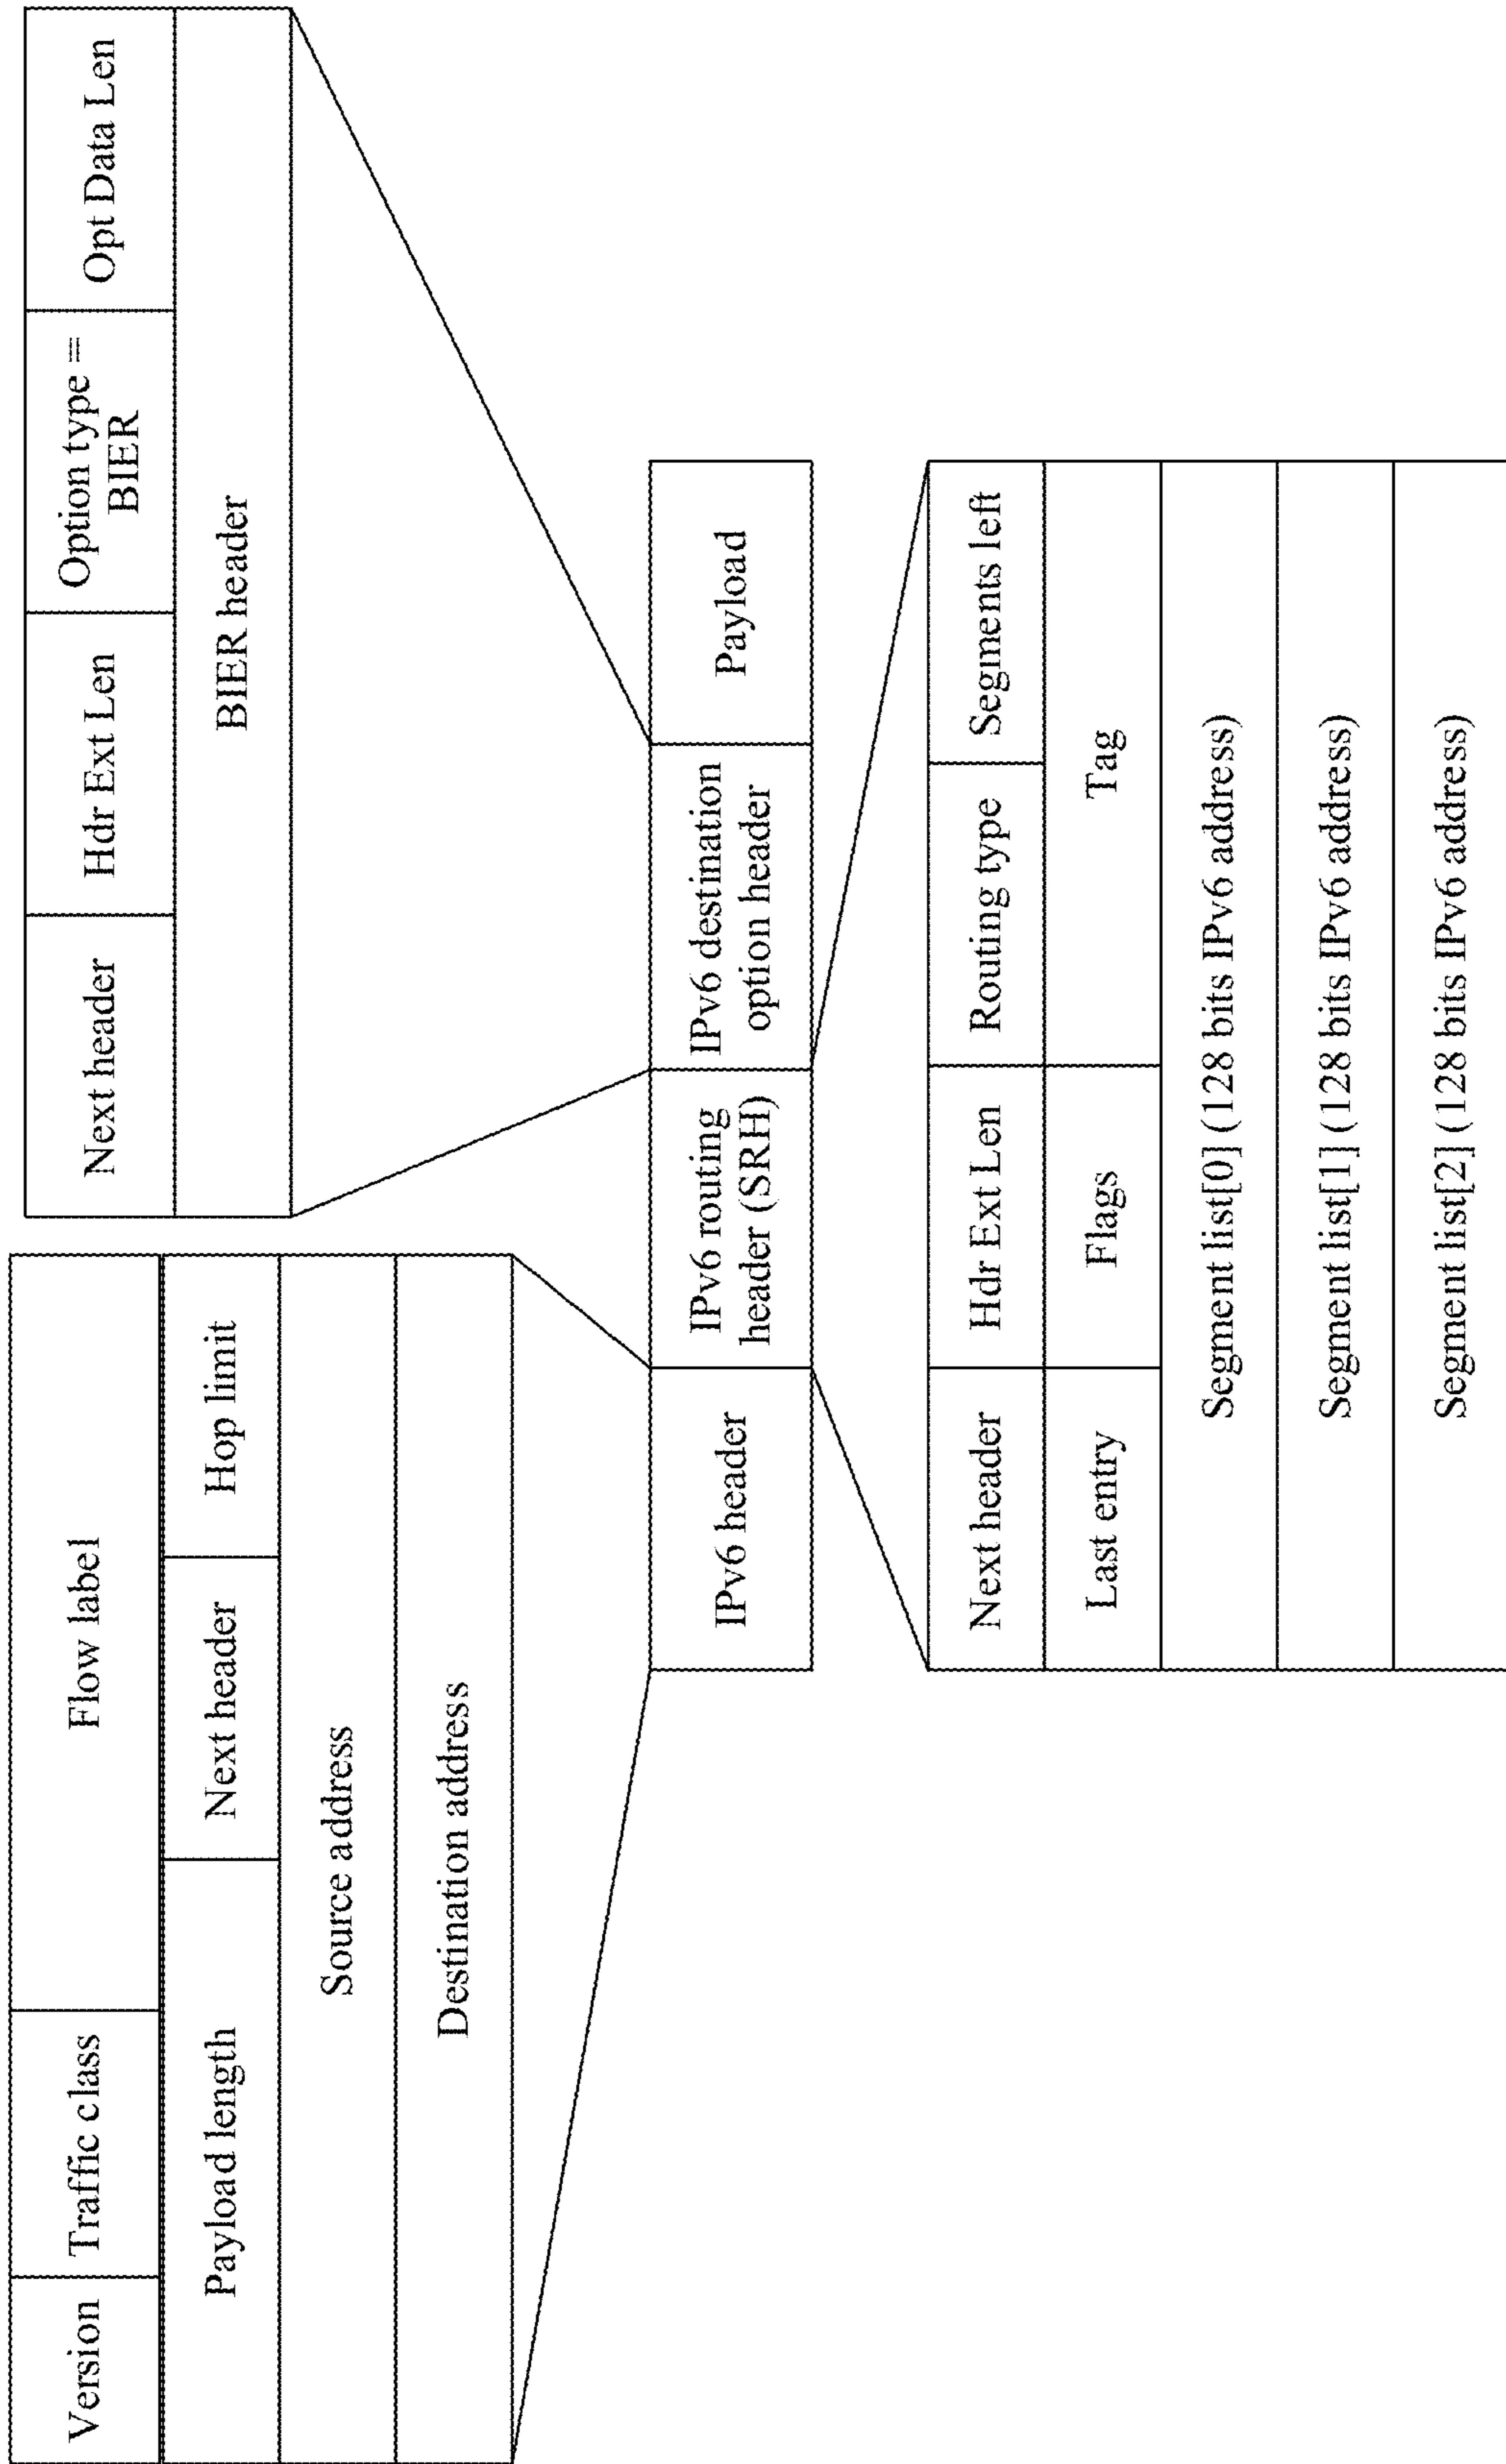 Version
Traffic class
Flow label
Payload length
Next header
Hop limit
Source address
Destination address
Next header
Hdr Ext Len
Option type =
BIER
Opt Data Len
BIER header
IPv6 header
IPv6 routing
header (SRH)
IPv6 destination
option header
Payload
Next header
Hdr Ext Len
Routing type
Segments left
Last entry
Flags
Tag
Segment list[0] (128 bits IPv6 address)
Segment list[1] (128 bits IPv6 address)
Segment list[2] (128 bits IPv6 address)